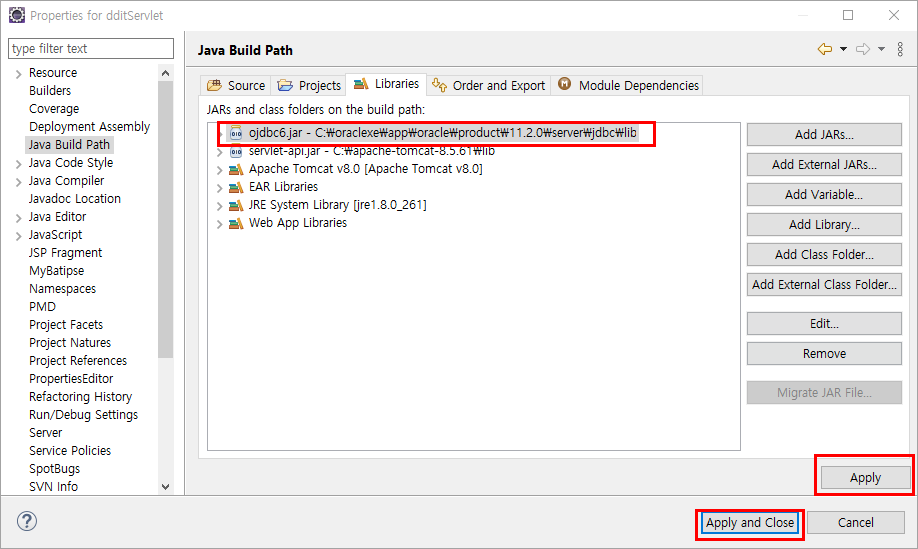 Properties for dditServlet
type filter text
Resource
Builders
Coverage
Deployment Assembly
Java Build Path
Java Code Style
Java Compiler
Javadoc Location
Java Editor
JavaScript
JSP Fragment
MyBatipse
Namespaces
PMD
Project Facets
Project Natures
Project References
PropertiesEditor
Refactoring History
Run/Debug Settings
Server
Service Policies
SpotBugs
SVN Info
Java Build Path
Source
Projects
Libraries
Order and Export
Module Dependencies
JARs and class folders on the build path:
ojdbc6.jar - C:₩oraclexe₩app₩oracle₩product₩11.2.0₩server₩jdbc₩lib
servlet-api.jar - C:₩apache-tomcat-8.5.61₩lib
Apache Tomcat v8.0 [Apache Tomcat v8.0]
EAR Libraries
JRE System Library [jre1.8.0_261]
Web App Libraries
Add JARs...
Add External JARs...
Add Variable...
Add Library...
Add Class Folder...
Add External Class Folder...
Edit...
Remove
Migrate JAR File...
Apply
Apply and Close
Cancel